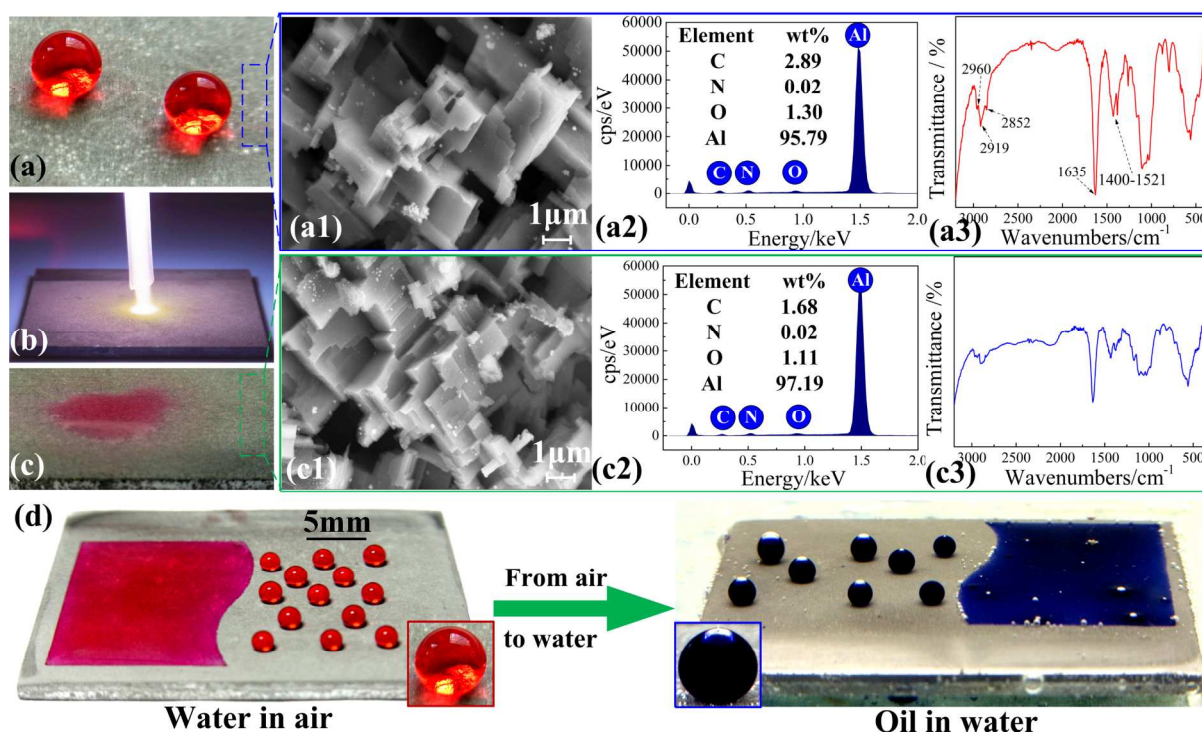 (a)
(b)
(c)
1μm
(a1)
60000
50000
40000
30000
20000
10000
0
cps/eV
Element wt%
C 2.89
N 0.02
O 1.30
Al 95.79
Al
C N O
0.0 0.5 1.0 1.5 2.0
(a2) Energy/keV
Transmittance / %
2960
2852
2919
1635
1400-1521
3200 2500 2000 1500 1000 500
(a3) Wavenumbers/cm-1
1μm
(c1)
60000
50000
40000
30000
20000
10000
0
cps/eV
Element wt%
C 1.68
N 0.02
O 1.11
Al 97.19
Al
C N O
0.0 0.5 1.0 1.5 2.0
(c2) Energy/keV
Transmittance /%
3200 2500 2000 1500 1000
(c3) Wavenumbers/cm-1
(d)
5mm
From air
to water
Water in air
Oil in water